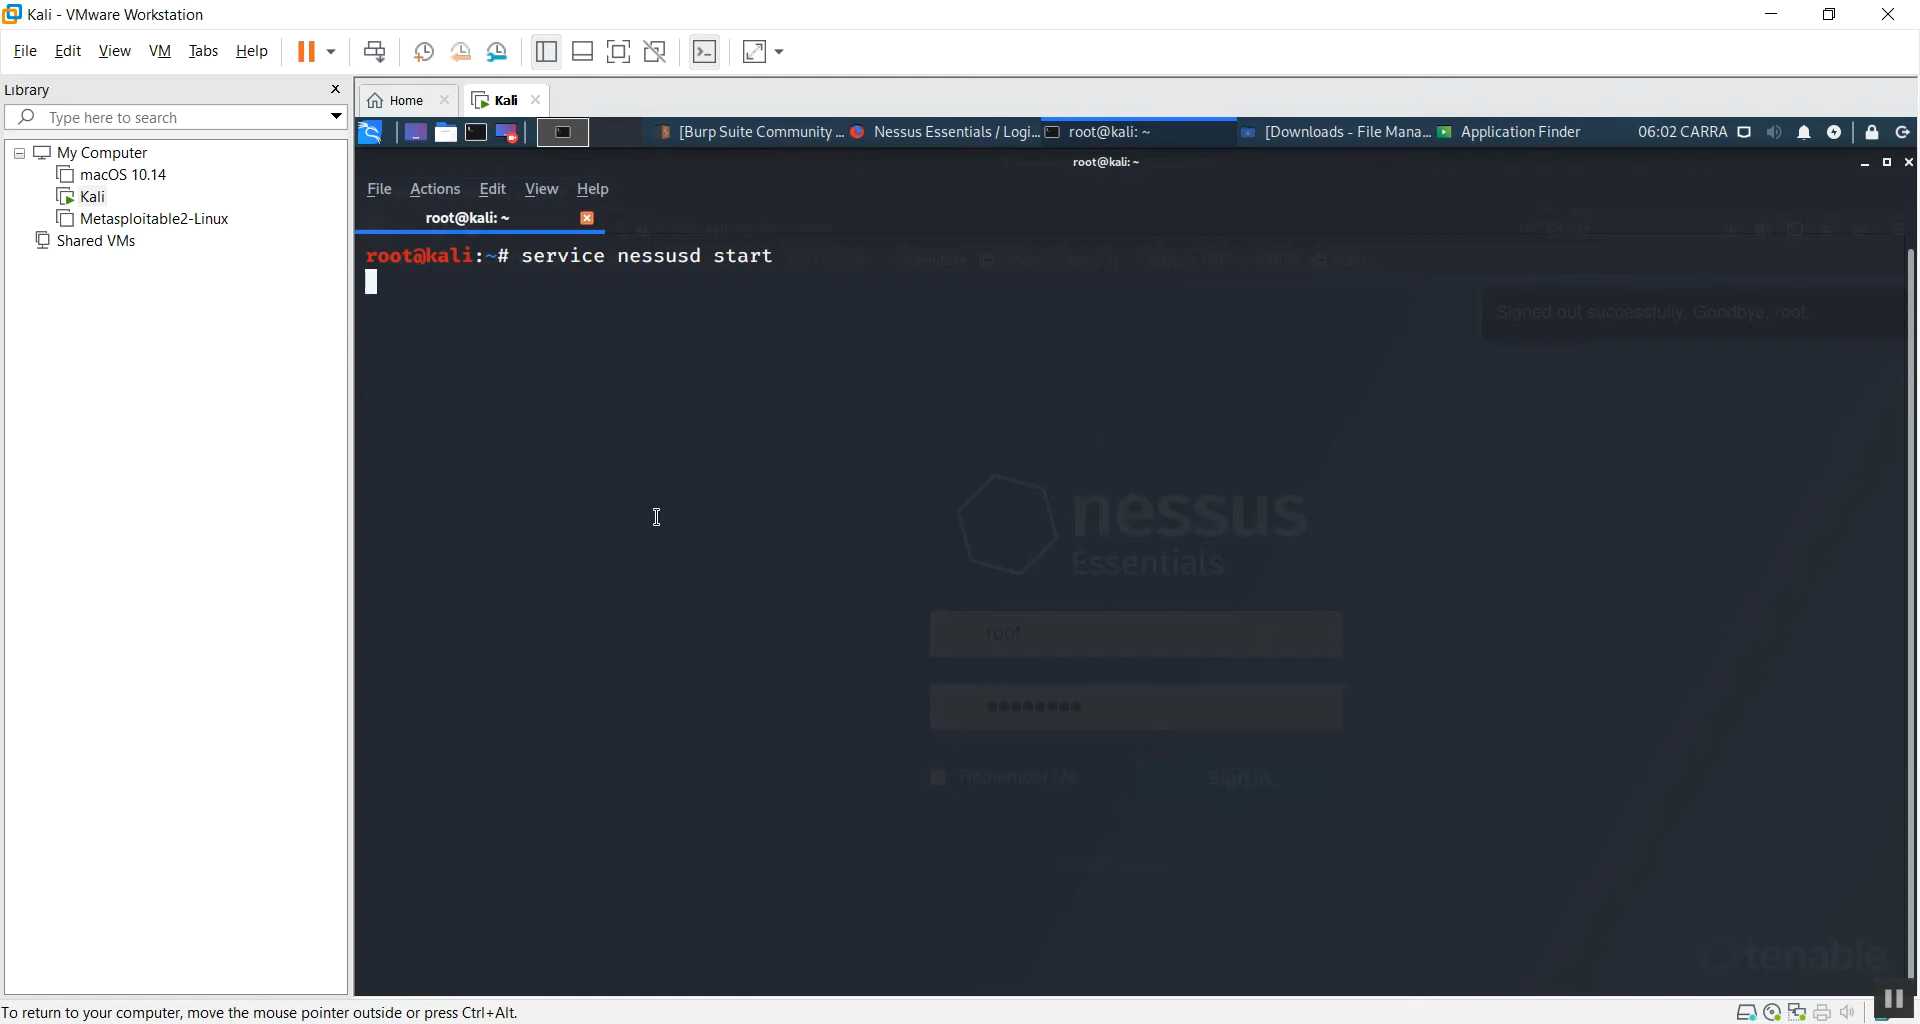 Kali - VMware Workstation
File Edit View VM Tabs Help
Library
Type here to search
My Computer
macOS 10.14
Kali
Metasploitable2-Linux
Shared VMs
Home
Kali
[Burp Suite Community ... Nessus Essentials / Logi... root@kali: ~ [Downloads - File Mana... Application Finder 06:02 CARRA
root@kali: ~
File Actions Edit View Help
root@kali: ~
root@kali:~# service nessusd start
Signed out successfully. Goodbye, root
nessus
Essentials
root
Remember Me
Sign In
tenable
To return to your computer, move the mouse pointer outside or press Ctrl+Alt.